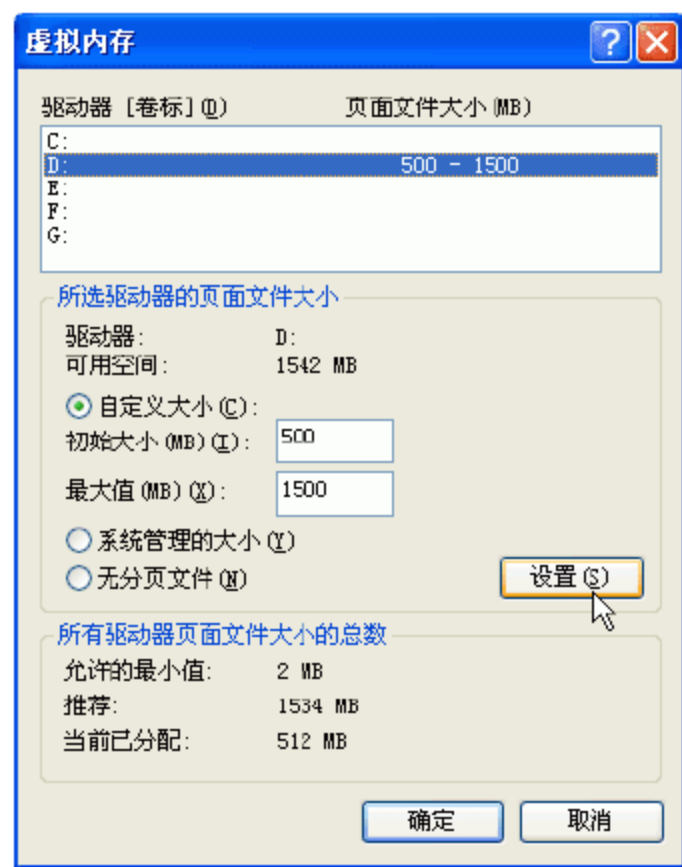 虚拟内存
驱动器 [卷标](D) 页面文件大小(MB)
C:
D: 500 - 1500
E:
F:
G:
所选驱动器的页面文件大小
驱动器: D:
可用空间: 1542 MB
自定义大小(C):
初始大小(MB)(I): 500
最大值(MB)(X): 1500
系统管理的大小(Y)
无分页文件(N)
设置(S)
所有驱动器页面文件大小的总数
允许的最小值: 2 MB
推荐: 1534 MB
当前已分配: 512 MB
确定 取消